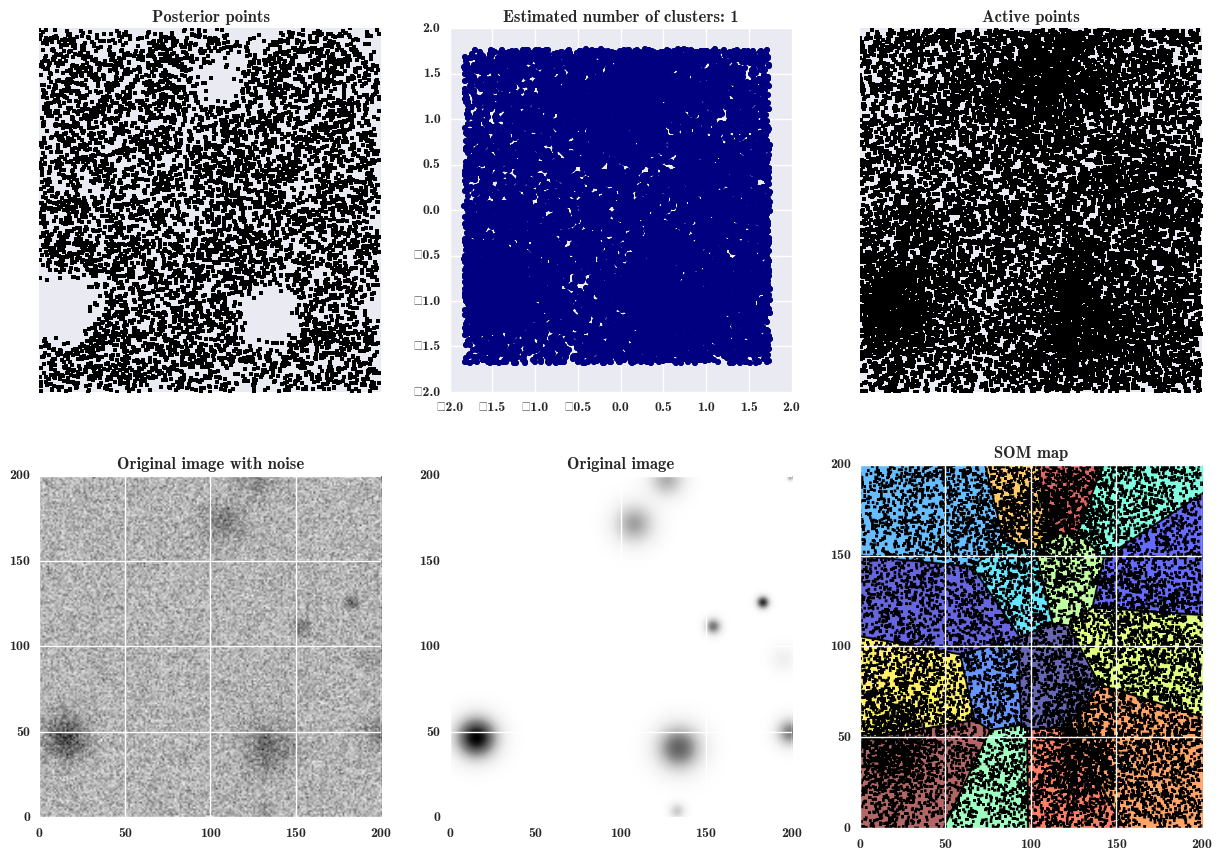 Posterior points
Estimated number of clusters: 1
Active points
2.0
1.5
1.0
0.5
0.0
□0.5
□1.0
□1.5
□2.0
□2.0 □1.5 □1.0 □0.5 0.0 0.5 1.0 1.5 2.0
Original image with noise
Original image
SOM map
200
150
100
50
0
0 50 100 150 200
200
150
100
50
0
0 50 100 150 200
200
150
100
50
0
0 50 100 150 200